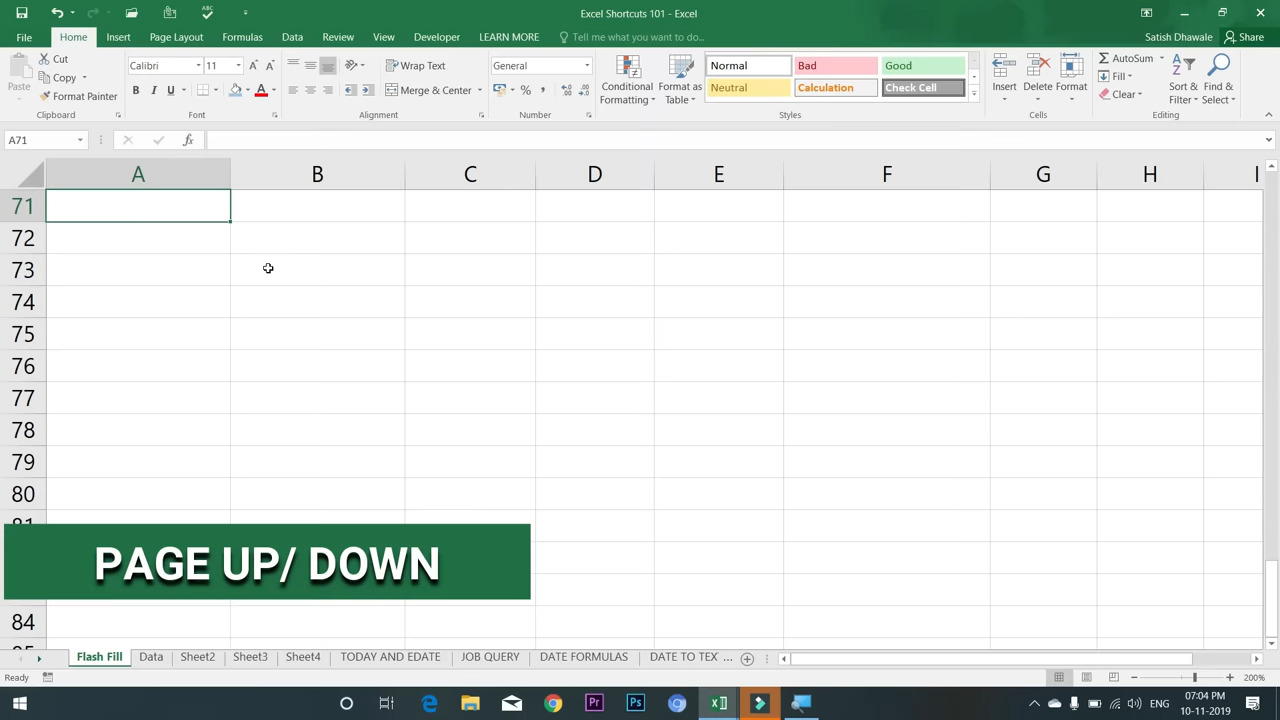 Excel Shortcuts 101 - Excel
File Home Insert Page Layout Formulas Data Review View Developer LEARN MORE Tell me what you want to do... Satish Dhawale Share
Paste
Cut
Copy
Format Painter
Clipboard
Calibri 11
B I U
Font
Wrap Text
Merge & Center
Alignment
General
Number
Conditional Formatting
Format as Table
Normal Bad Good
Neutral Calculation Check Cell
Styles
Insert Delete Format
Cells
AutoSum
Fill
Clear
Sort & Filter
Find & Select
Editing
A71 fx
A B C D E F G H I
71
72
73
74
75
76
77
78
79
80
81
PAGE UP/ DOWN
84
85
Flash Fill Data Sheet2 Sheet3 Sheet4 TODAY AND EDATE JOB QUERY DATE FORMULAS DATE TO TEX ...
Ready 200%
Pr Ps ENG 07:04 PM
10-11-2019